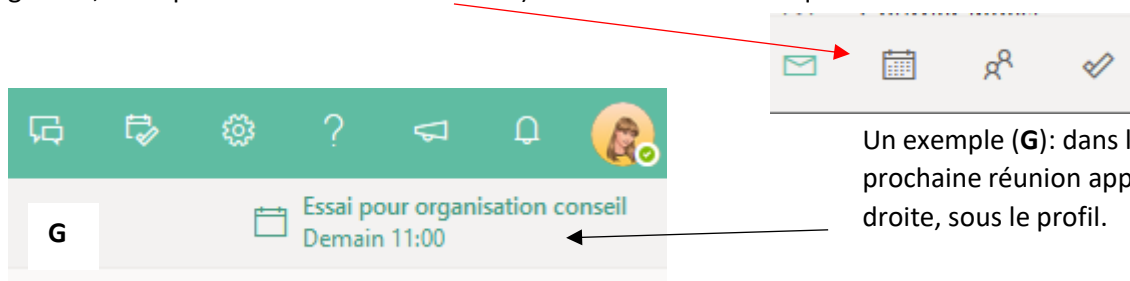 Essai pour organisation conseil
Demain 11:00
G
Un exemple (G): dans l
prochaine réunion app
droite, sous le profil.